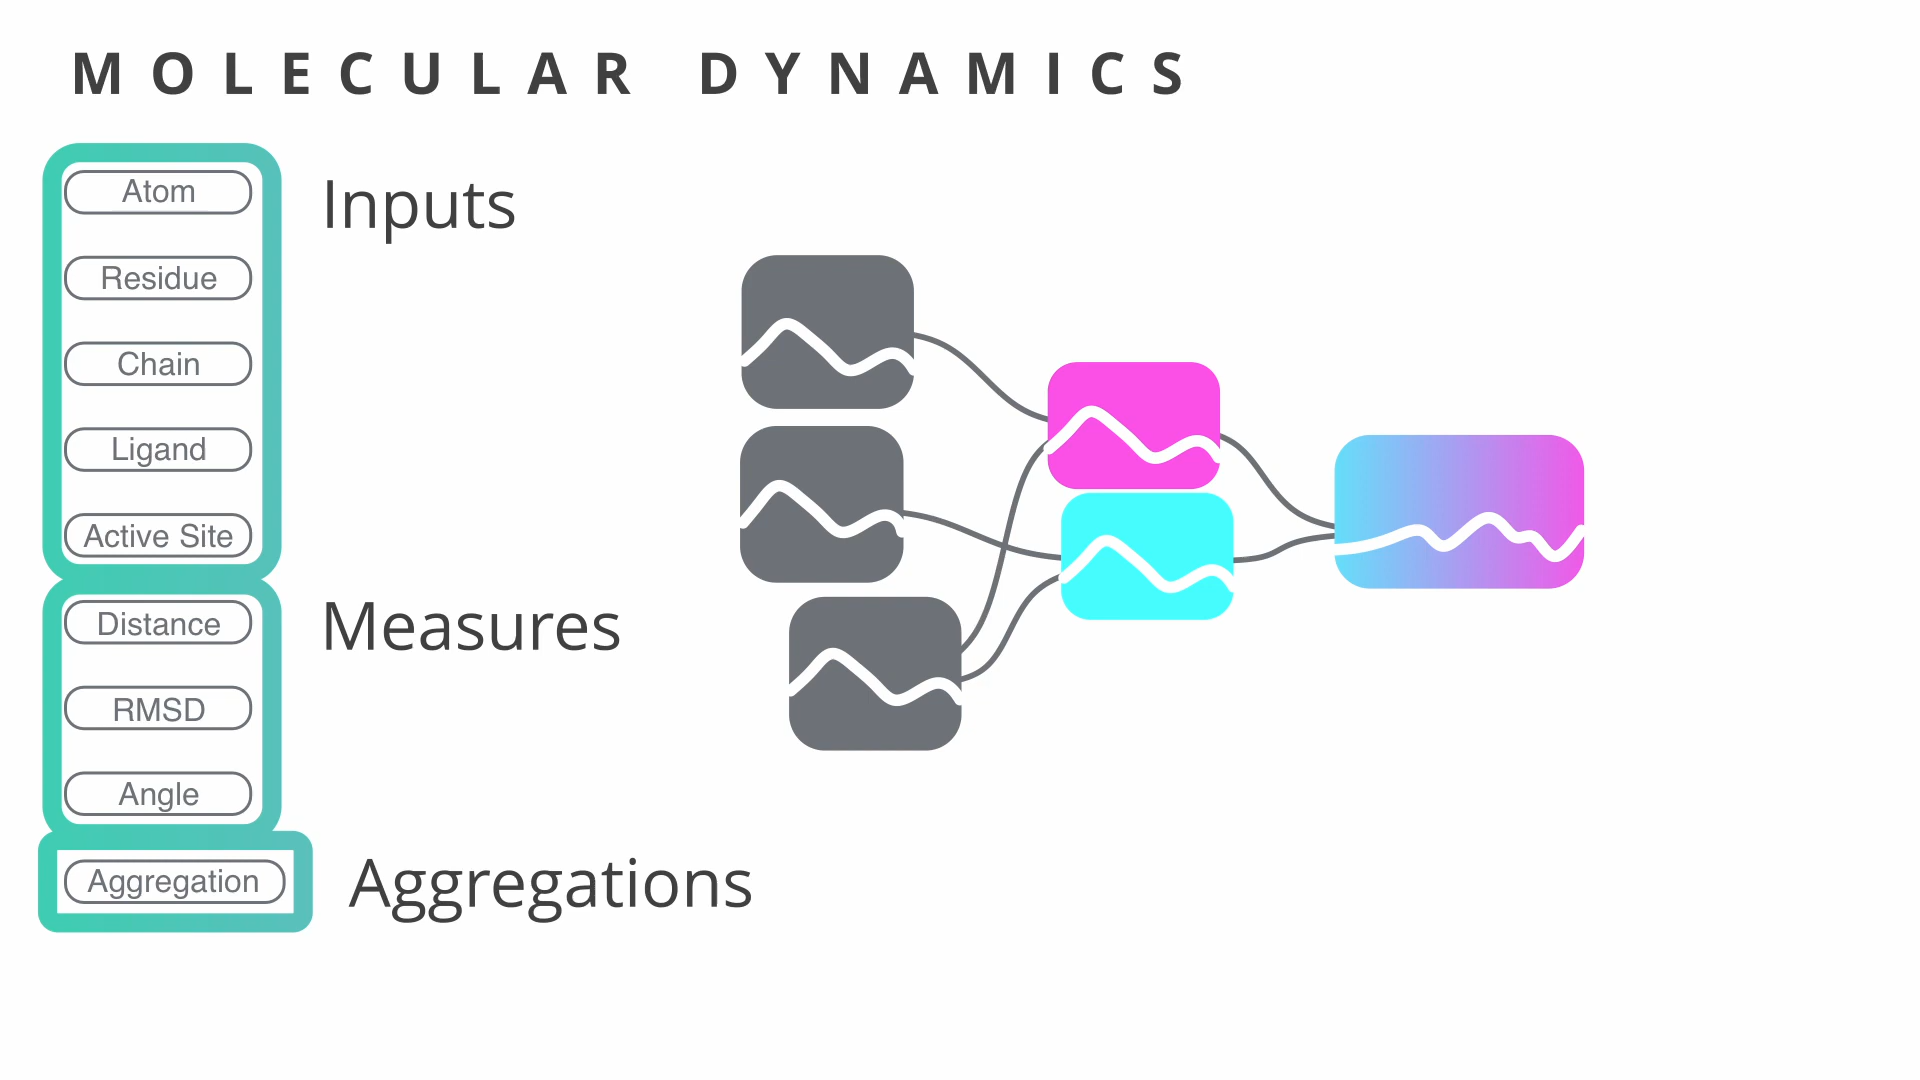 MOLECULAR DYNAMICS
Atom
Inputs
Residue
Chain
Ligand
Active Site
Distance
Measures
RMSD
Angle
Aggregation
Aggregations